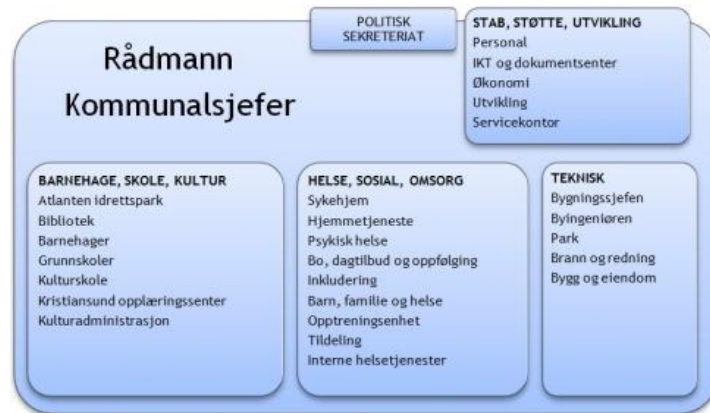 Rådmann
Kommunalsjefer
POLITISK
SEKRETERIAT
STAB, STØTTE, UTVIKLING
Personal
IKT og dokumentsenter
Økonomi
Utvikling
Servicekontor
BARNEHAGE, SKOLE, KULTUR
Atlanten idrettspark
Bibliotek
Barnehager
Grunnskoler
Kulturskole
Kristiansund opplæringssenter
Kulturadministrasjon
HELSE, SOSIAL, OMSORG
Sykehjem
Hjemmetjeneste
Psykisk helse
Bo, dagtilbud og oppfølging
Inkludering
Barn, familie og helse
Opptreningsenhet
Tildeling
Interne helsetjenester
TEKNISK
Bygningssjefen
Byingeniøren
Park
Brann og redning
Bygg og eiendom